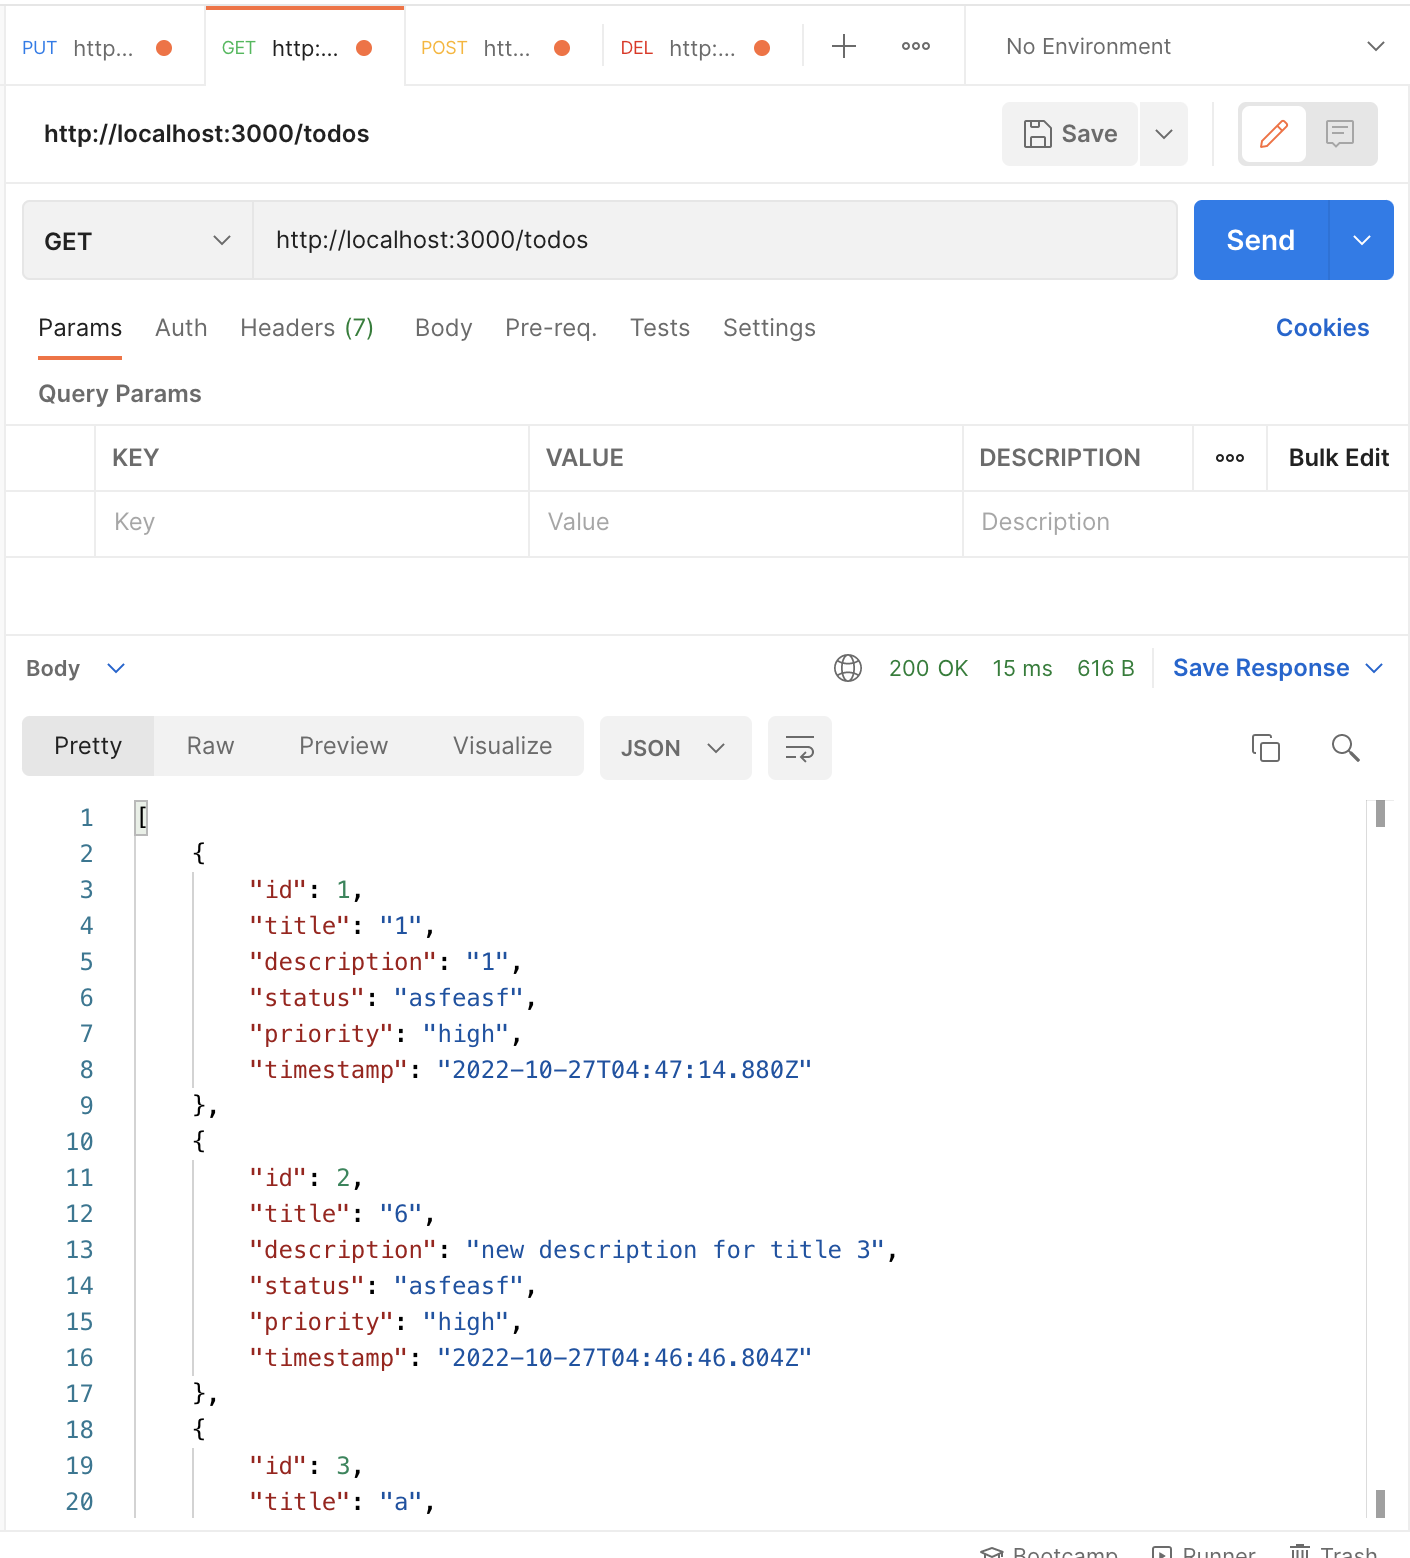 PUT http... GET http:... POST htt... DEL http:... No Environment
http://localhost:3000/todos Save
GET http://localhost:3000/todos Send
Params Auth Headers (7) Body Pre-req. Tests Settings Cookies
Query Params
KEY VALUE DESCRIPTION Bulk Edit
Key Value Description
Body 200 OK 15 ms 616 B Save Response
Pretty Raw Preview Visualize JSON
1 [
2 {
3 "id": 1,
4 "title": "1",
5 "description": "1",
6 "status": "asfeasf",
7 "priority": "high",
8 "timestamp": "2022-10-27T04:47:14.880Z"
9 },
10 {
11 "id": 2,
12 "title": "6",
13 "description": "new description for title 3",
14 "status": "asfeasf",
15 "priority": "high",
16 "timestamp": "2022-10-27T04:46:46.804Z"
17 },
18 {
19 "id": 3,
20 "title": "a",
Bootcamp Runner Trash